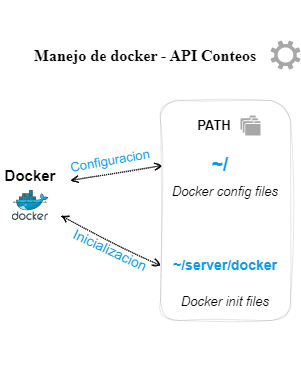 Manejo de docker - API Conteos
PATH
Configuracion
~/
Docker config files
Docker
docker
Inicializacion
~/server/docker
Docker init files